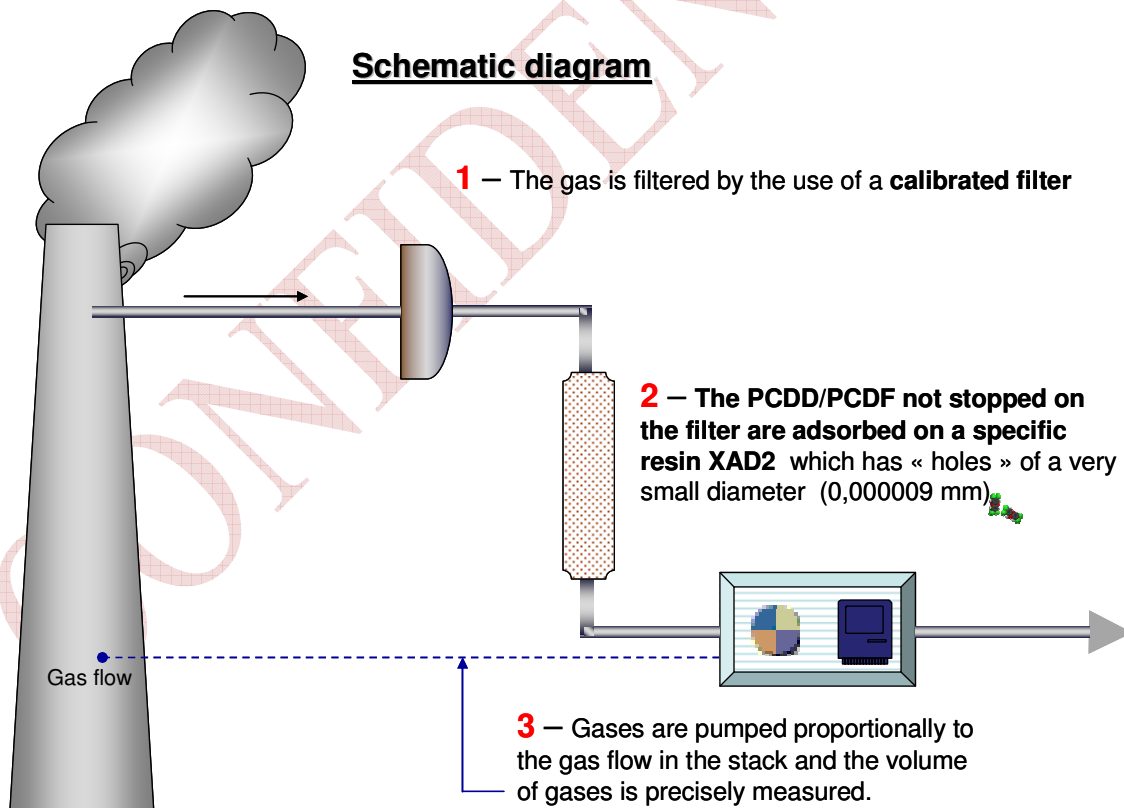 Schematic diagram
1 – The gas is filtered by the use of a calibrated filter
2 – The PCDD/PCDF not stopped on
the filter are adsorbed on a specific
resin XAD2 which has « holes » of a very
small diameter (0,000009 mm)
Gas flow
3 – Gases are pumped proportionally to
the gas flow in the stack and the volume
of gases is precisely measured.
ONFIDEN